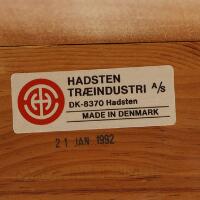 HADSTEN
TRÆINDUSTRI A/S
DK-8370 Hadsten
MADE IN DENMARK
21 JAN 1992